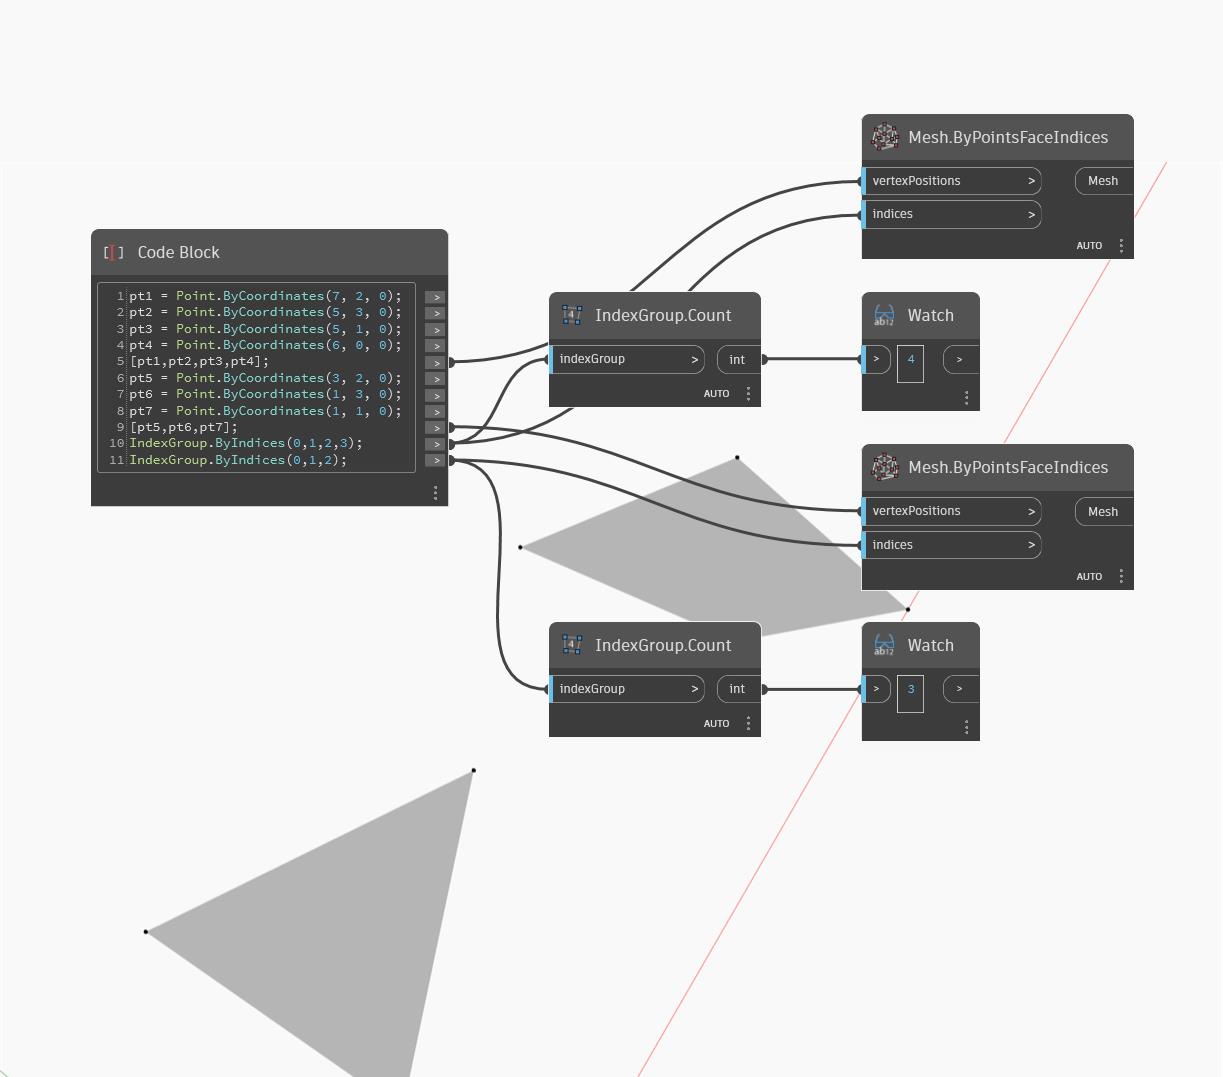 Mesh.ByPointsFaceIndices
vertexPositions > Mesh
indices >
AUTO
Code Block
1 pt1 = Point.ByCoordinates(7, 2, 0); >
2 pt2 = Point.ByCoordinates(5, 3, 0); >
3 pt3 = Point.ByCoordinates(5, 1, 0); >
4 pt4 = Point.ByCoordinates(6, 0, 0); >
5 [pt1,pt2,pt3,pt4]; >
6 pt5 = Point.ByCoordinates(3, 2, 0); >
7 pt6 = Point.ByCoordinates(1, 3, 0); >
8 pt7 = Point.ByCoordinates(1, 1, 0); >
9 [pt5,pt6,pt7]; >
10 IndexGroup.ByIndices(0,1,2,3); >
11 IndexGroup.ByIndices(0,1,2); >
4 IndexGroup.Count
indexGroup > int
AUTO
ab12 Watch
> 4 >
Mesh.ByPointsFaceIndices
vertexPositions > Mesh
indices >
AUTO
4 IndexGroup.Count
indexGroup > int
AUTO
ab12 Watch
> 3 >